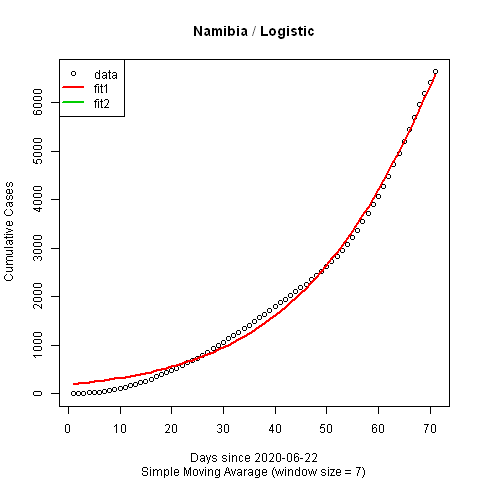 Namibia / Logistic
data
fit1
fit2
Cumulative Cases
6000
5000
4000
3000
2000
1000
0
0 10 20 30 40 50 60 70
Days since 2020-06-22
Simple Moving Avarage (window size = 7)